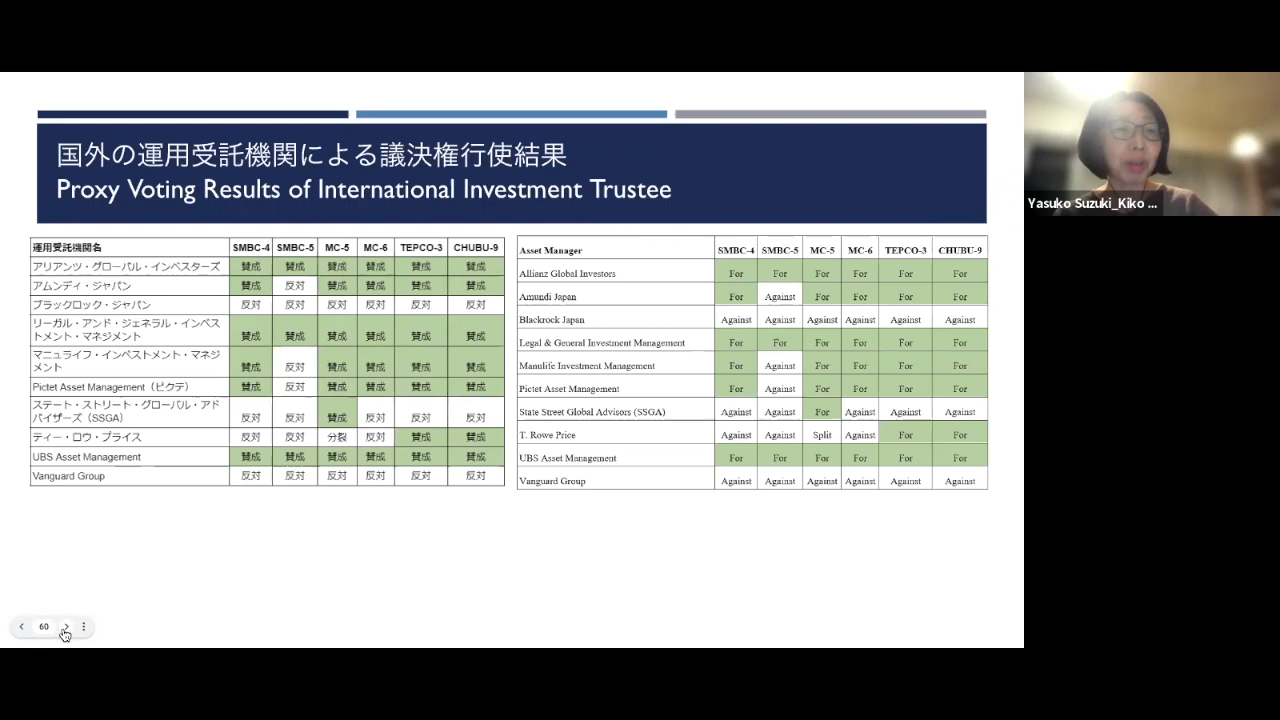 国外の運用受託機関による議決権行使結果
Proxy Voting Results of International Investment Trustee
運用受託機関名 SMBC-4 SMBC-5 MC-5 MC-6 TEPCO-3 CHUBU-9
アリアンツ・グローバル・インベスターズ 賛成 賛成 賛成 賛成 賛成 賛成
アムンディ・ジャパン 賛成 反対 賛成 賛成 賛成 賛成
ブラックロック・ジャパン 反対 反対 反対 反対 反対 反対
リーガル・アンド・ジェネラル・インベス
トメント・マネジメント 賛成 賛成 賛成 賛成 賛成 賛成
マニュライフ・インベストメント・マネジ
メント 賛成 反対 賛成 賛成 賛成 賛成
Pictet Asset Management（ピクテ） 賛成 反対 賛成 賛成 賛成 賛成
ステート・ストリート・グローバル・アド
バイザーズ（SSGA） 反対 反対 賛成 反対 反対 反対
ティー・ロウ・プライス 反対 反対 分裂 反対 賛成 賛成
UBS Asset Management 賛成 賛成 賛成 賛成 賛成 賛成
Vanguard Group 反対 反対 反対 反対 反対 反対
Asset Manager SMBC-4 SMBC-5 MC-5 MC-6 TEPCO-3 CHUBU-9
Allianz Global Investors For For For For For For
Amundi Japan For Against For For For For
Blackrock Japan Against Against Against Against Against Against
Legal & General Investment Management For For For For For For
Manulife Investment Management For Against For For For For
Pictet Asset Management For Against For For For For
State Street Global Advisors (SSGA) Against Against For Against Against Against
T. Rowe Price Against Against Split Against For For
UBS Asset Management For For For For For For
Vanguard Group Against Against Against Against Against Against
60
Yasuko Suzuki_Kiko ...